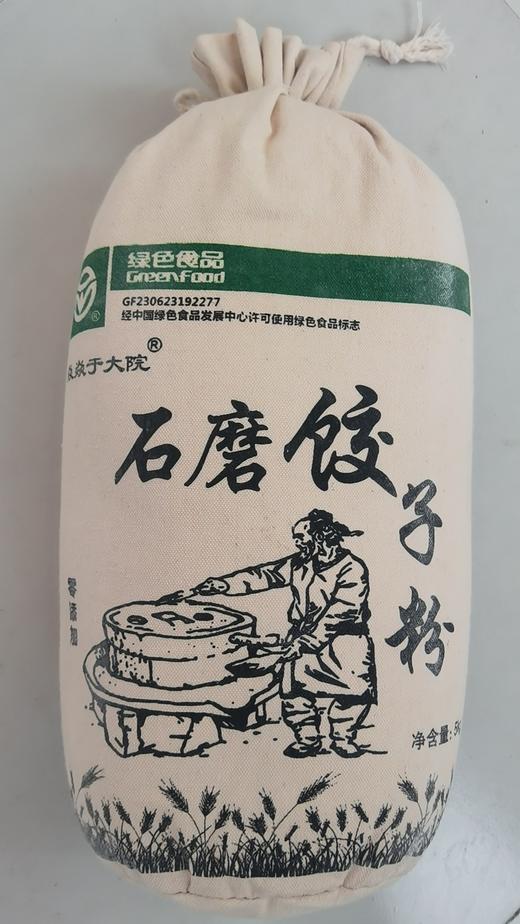 绿色食品
Greenfood
GF230623192277
经中国绿色食品发展中心许可使用绿色食品标志
焱于大院®
石磨饺子粉
零添加
净含量:5